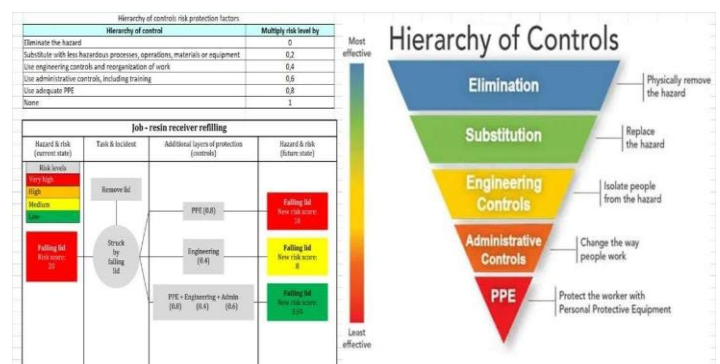 Hierarchy of controls risk protection factors
Hierarchy of control
Multiply risk level by
Eliminate the hazard
0
Substitute with less hazardous processes, operations, materials or equipment
0,2
Use engineering controls and reorganization of work
0,4
Use administrative controls, including training
0,6
Use adequate PPE
0,8
None
1
Job - resin receiver refilling
Hazard & risk
(current state)
Task & incident
Additional layers of protection
(controls)
Hazard & risk
(future state)
Risk levels
Very high
High
Medium
Low
Remove lid
Falling lid
Risk score:
20
Struck
by
falling
lid
PPE (0.8)
Engineering
(0.4)
PPE + Engineering + Admin
(0.8) (0.4) (0.6)
Falling lid
New risk score:
16
Falling lid
New risk score:
8
Falling lid
New risk score:
3.84
Most
effective
Least
effective
Hierarchy of Controls
Elimination
Physically remove
the hazard
Substitution
Replace
the hazard
Engineering
Controls
Isolate people
from the hazard
Administrative
Controls
Change the way
people work
PPE
Protect the worker with
Personal Protective Equipment